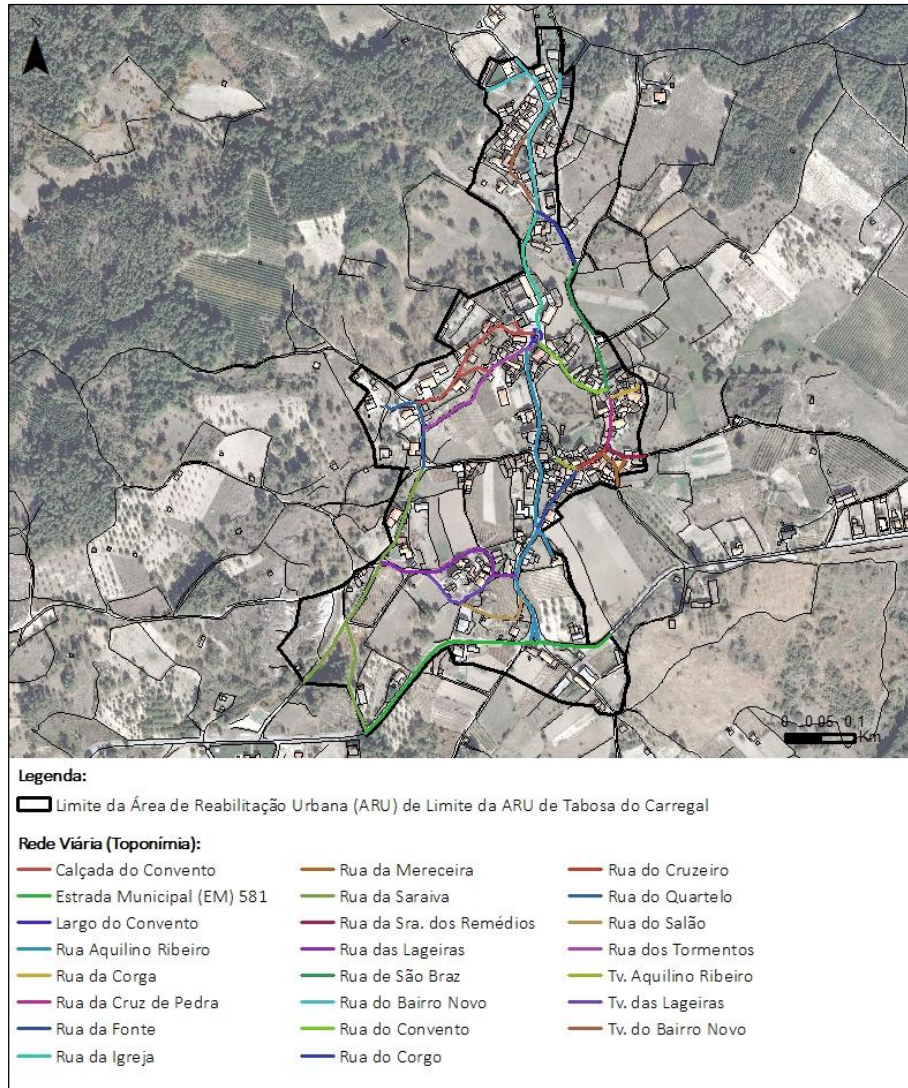 N
0 0,05 0,1
Km
Legenda:
Limite da Área de Reabilitação Urbana (ARU) de Limite da ARU de Tabosa do Carregal
Rede Viária (Toponímia):
Calçada do Convento
Estrada Municipal (EM) 581
Largo do Convento
Rua Aquilino Ribeiro
Rua da Corga
Rua da Cruz de Pedra
Rua da Fonte
Rua da Igreja
Rua da Mereceira
Rua da Saraiva
Rua da Sra. dos Remédios
Rua das Lageiras
Rua de São Braz
Rua do Bairro Novo
Rua do Convento
Rua do Corgo
Rua do Cruzeiro
Rua do Quartelo
Rua do Salão
Rua dos Tormentos
Tv. Aquilino Ribeiro
Tv. das Lageiras
Tv. do Bairro Novo